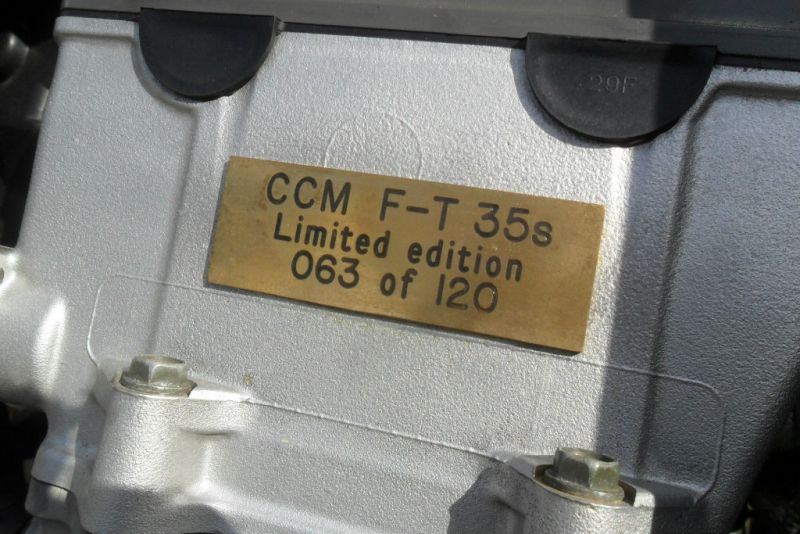 CCM F-T 35s
Limited edition
063 of 120